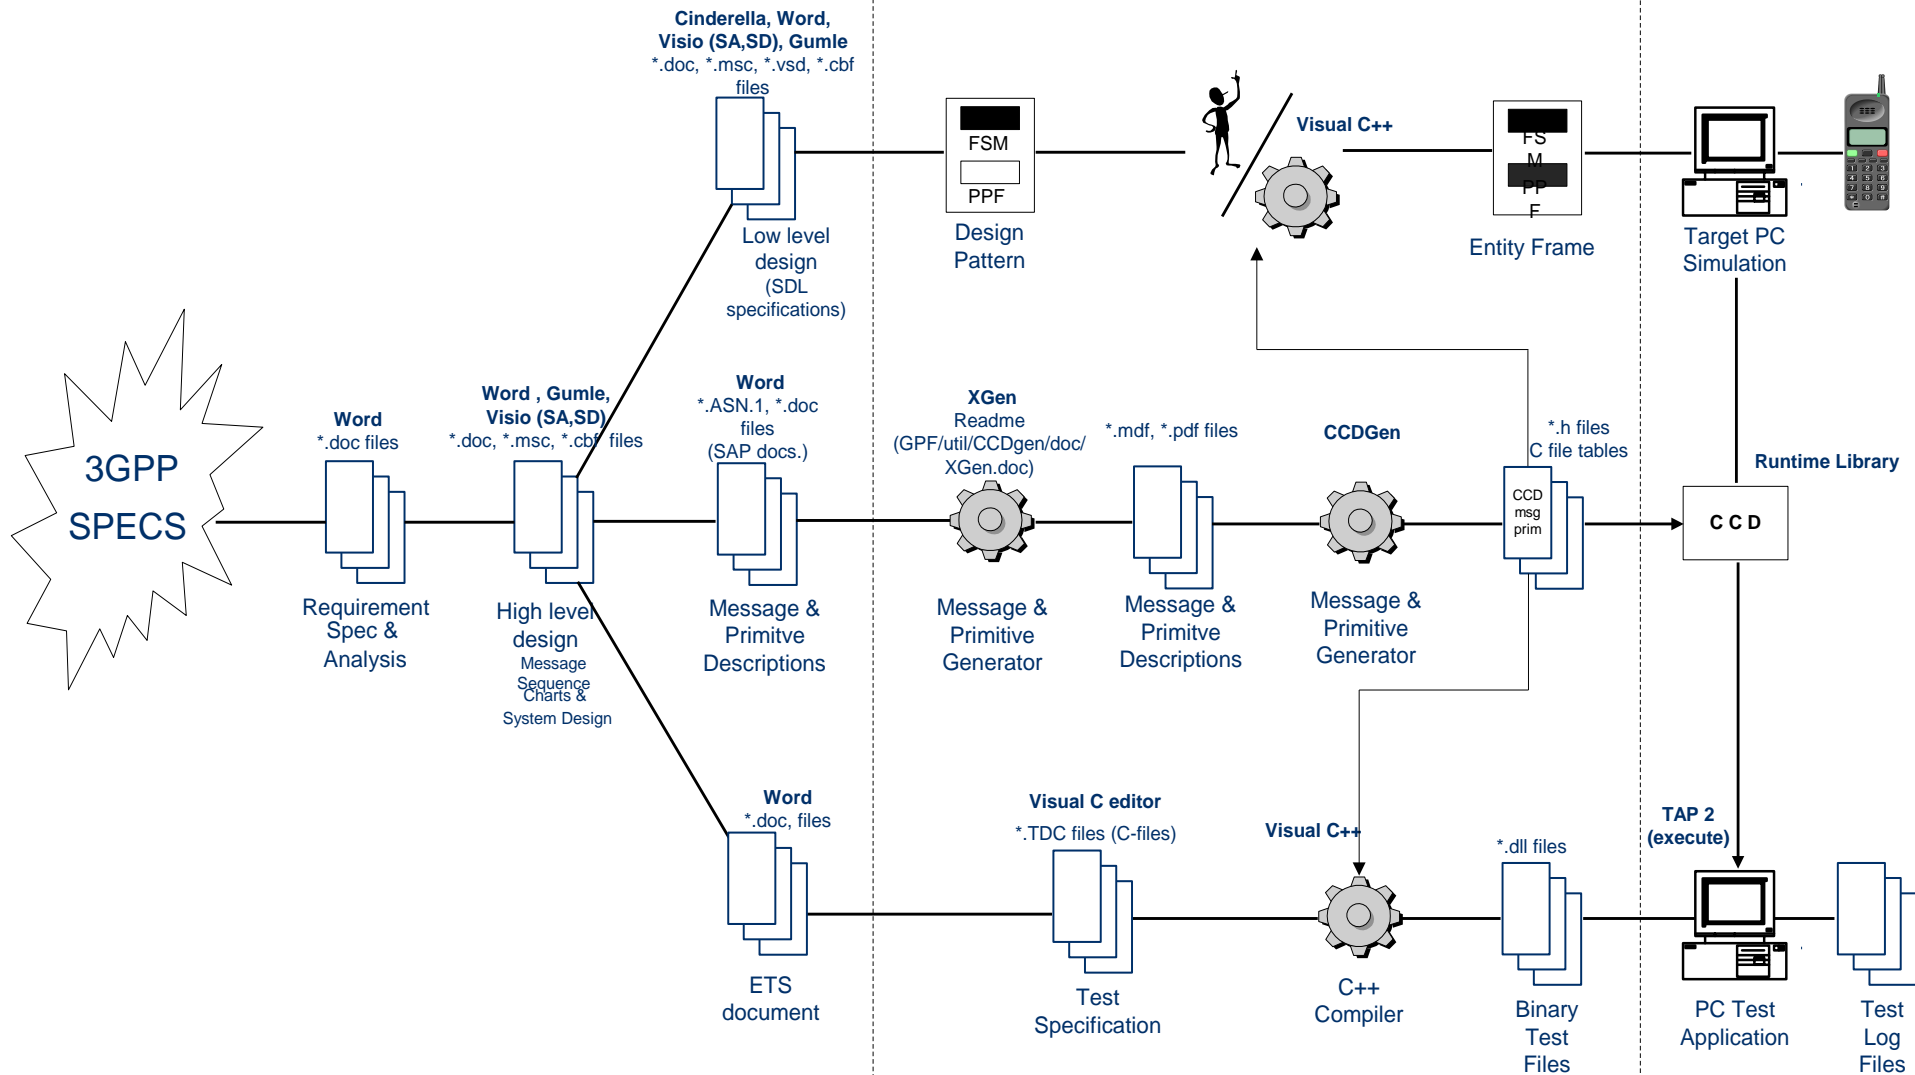 Cinderella, Word,
Visio (SA,SD), Gumle
*.doc, *.msc, *.vsd, *.cbf
files
Low level
design
(SDL
specifications)
FSM
PPF
Design
Pattern
Visual C++
FS
M
PP
F
Entity Frame
Target PC
Simulation
3GPP
SPECS
Word
*.doc files
Requirement
Spec &
Analysis
Word , Gumle,
Visio (SA,SD)
*.doc, *.msc, *.cbf files
High level
design
Message
Sequence
Charts &
System Design
Word
*.ASN.1, *.doc
files
(SAP docs.)
Message &
Primitve
Descriptions
XGen
Readme
(GPF/util/CCDgen/doc/
XGen.doc)
Message &
Primitive
Generator
*.mdf, *.pdf files
Message &
Primitve
Descriptions
CCDGen
Message &
Primitive
Generator
*.h files
C file tables
CCD
msg
prim
Runtime Library
C C D
Word
*.doc, files
ETS
document
Visual C editor
*.TDC files (C-files)
Test
Specification
Visual C++
C++
Compiler
*.dll files
Binary
Test
Files
TAP 2
(execute)
PC Test
Application
Test
Log
Files